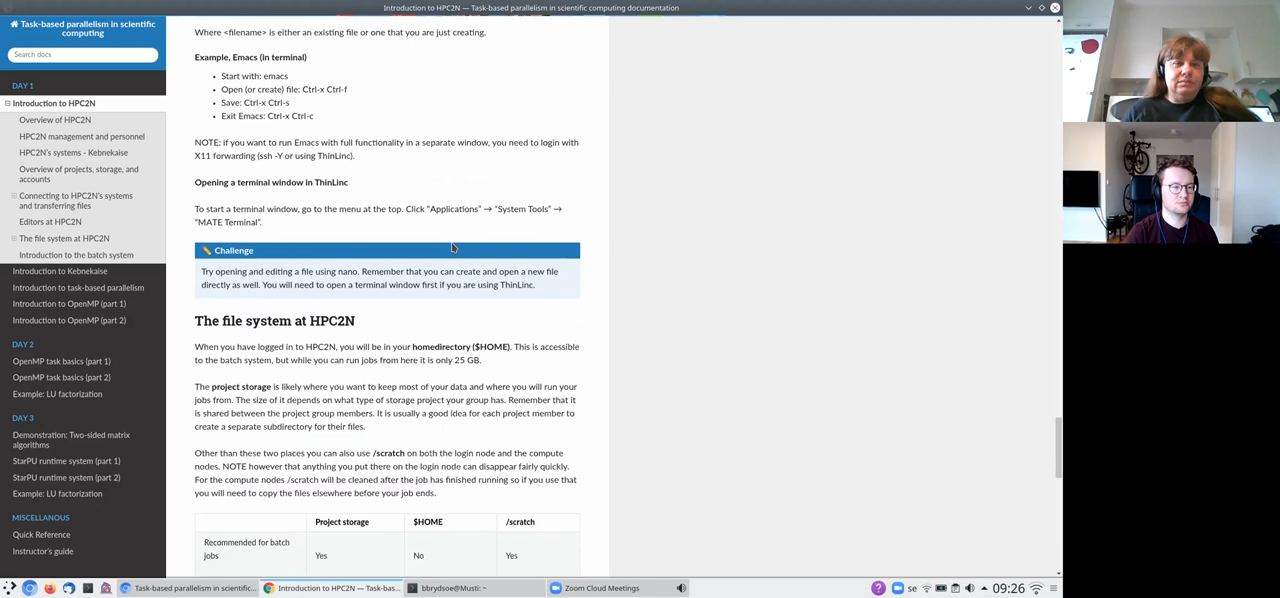 Introduction to HPC2N — Task-based parallelism in scientific computing documentation
Task-based parallelism in scientific
computing
Search docs
DAY 1
Introduction to HPC2N
Overview of HPC2N
HPC2N management and personnel
HPC2N's systems - Kebnekaise
Overview of projects, storage, and
accounts
Connecting to HPC2N's systems
and transferring files
Editors at HPC2N
The file system at HPC2N
Introduction to the batch system
Introduction to Kebnekaise
Introduction to task-based parallelism
Introduction to OpenMP (part 1)
Introduction to OpenMP (part 2)
DAY 2
OpenMP task basics (part 1)
OpenMP task basics (part 2)
Example: LU factorization
DAY 3
Demonstration: Two-sided matrix
algorithms
StarPU runtime system (part 1)
StarPU runtime system (part 2)
Example: LU factorization
MISCELLANEOUS
Quick Reference
Instructor's guide
Where <filename> is either an existing file or one that you are just creating.
Example, Emacs (in terminal)
• Start with: emacs
• Open (or create) file: Ctrl-x Ctrl-f
• Save: Ctrl-x Ctrl-s
• Exit Emacs: Ctrl-x Ctrl-c
NOTE: if you want to run Emacs with full functionality in a separate window, you need to login with
X11 forwarding (ssh -Y or using ThinLinc).
Opening a terminal window in ThinLinc
To start a terminal window, go to the menu at the top. Click "Applications" → "System Tools" →
"MATE Terminal".
Challenge
Try opening and editing a file using nano. Remember that you can create and open a new file
directly as well. You will need to open a terminal window first if you are using ThinLinc.
The file system at HPC2N
When you have logged in to HPC2N, you will be in your homedirectory ($HOME). This is accessible
to the batch system, but while you can run jobs from here it is only 25 GB.
The project storage is likely where you want to keep most of your data and where you will run your
jobs from. The size of it depends on what type of storage project your group has. Remember that it
is shared between the project group members. It is usually a good idea for each project member to
create a separate subdirectory for their files.
Other than these two places you can also use /scratch on both the login node and the compute
nodes. NOTE however that anything you put there on the login node can disappear fairly quickly.
For the compute nodes /scratch will be cleaned after the job has finished running so if you use that
you will need to copy the files elsewhere before your job ends.
Project storage $HOME /scratch
Recommended for batch
jobs Yes No Yes
Task-based parallelism in scientific... Introduction to HPC2N — Task-bas... bbrydsoe@Musti: ~ Zoom Cloud Meetings se 09:26